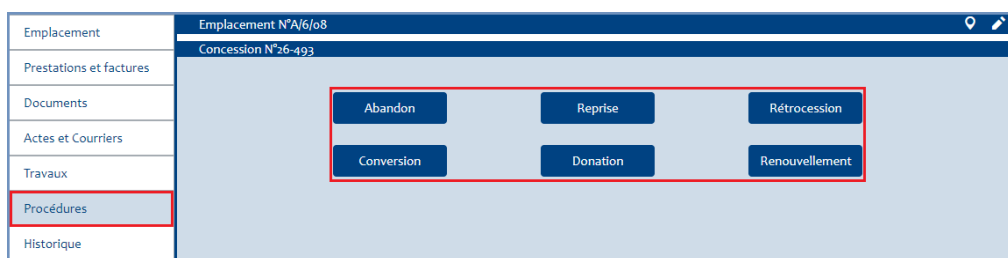 Emplacement
Prestations et factures
Documents
Actes et Courriers
Travaux
Procédures
Historique
Emplacement N°A/6/08
Concession N°26-493
Abandon Reprise Rétrocession
Conversion Donation Renouvellement